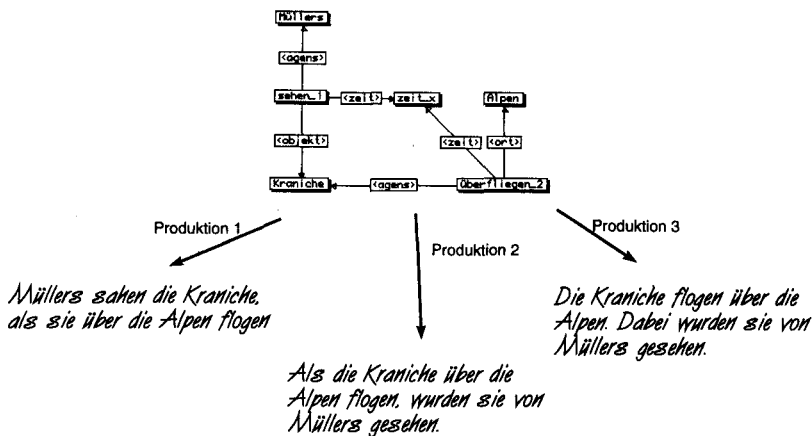 Müllers
<agens>
sehen_1 <zeit> zeit_x Alpen
<objekt> <zeit> <ort>
Kraniche <agens> überfliegen_2
Produktion 1
Produktion 2
Produktion 3
Müllers sahen die Kraniche,
als sie über die Alpen flogen
Als die Kraniche über die
Alpen flogen, wurden sie von
Müllers gesehen.
Die Kraniche flogen über die
Alpen. Dabei wurden sie von
Müllers gesehen.